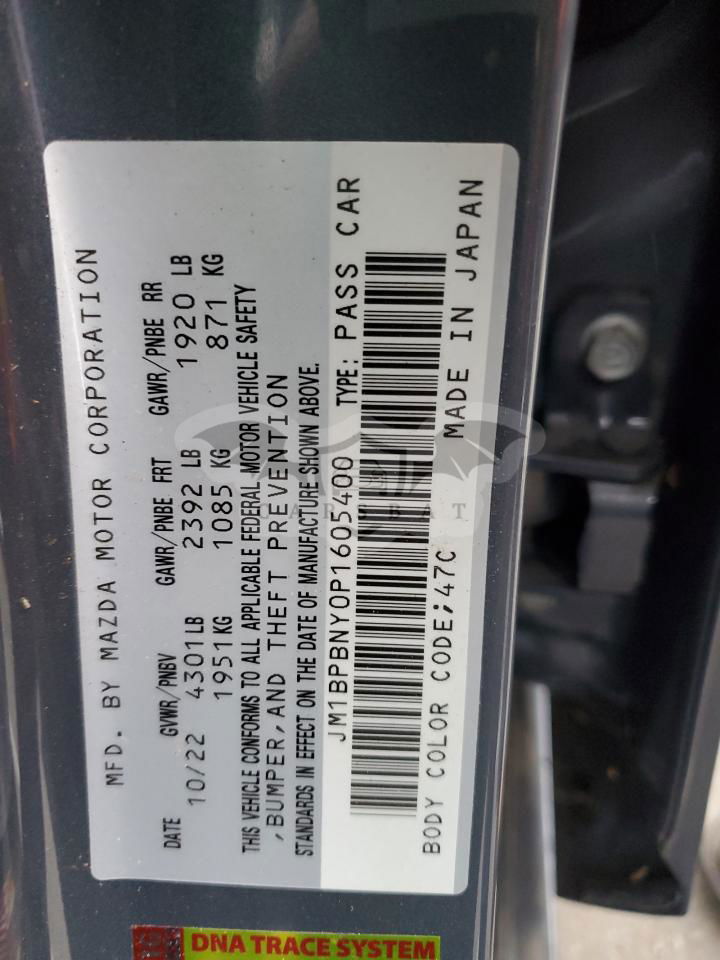 MFD. BY MAZDA MOTOR CORPORATION
DATE GVWR/PNBV GAWR/PNBE FRT GAWR/PNBE RR
10/22 4301LB 2392 LB 1920 LB
1951KG 1085 KG 871 KG
THIS VEHICLE CONFORMS TO ALL APPLICABLE FEDERAL MOTOR VEHICLE SAFETY
,BUMPER,AND THEFT PREVENTION
STANDARDS IN EFFECT ON THE DATE OF MANUFACTURE SHOWN ABOVE.
JM1BPBNY0P1605400 TYPE: PASS CAR
BODY COLOR CODE;47C MADE IN JAPAN
CARSBAT
DNA TRACE SYSTEM